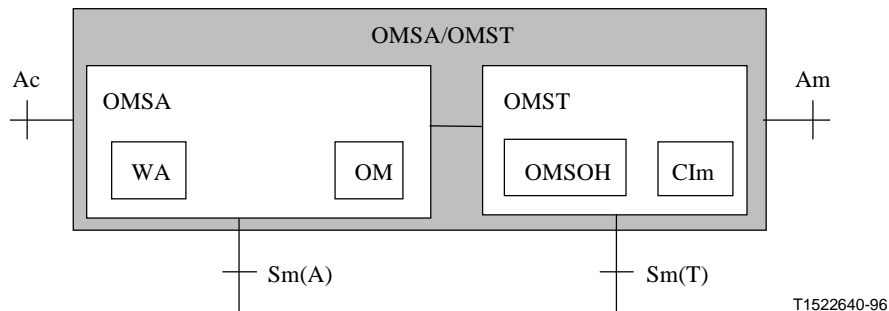 OMSA/OMST
Ac
Am
OMSA
OMST
WA
OM
OMSOH
CIm
Sm(A)
Sm(T)
T1522640-96